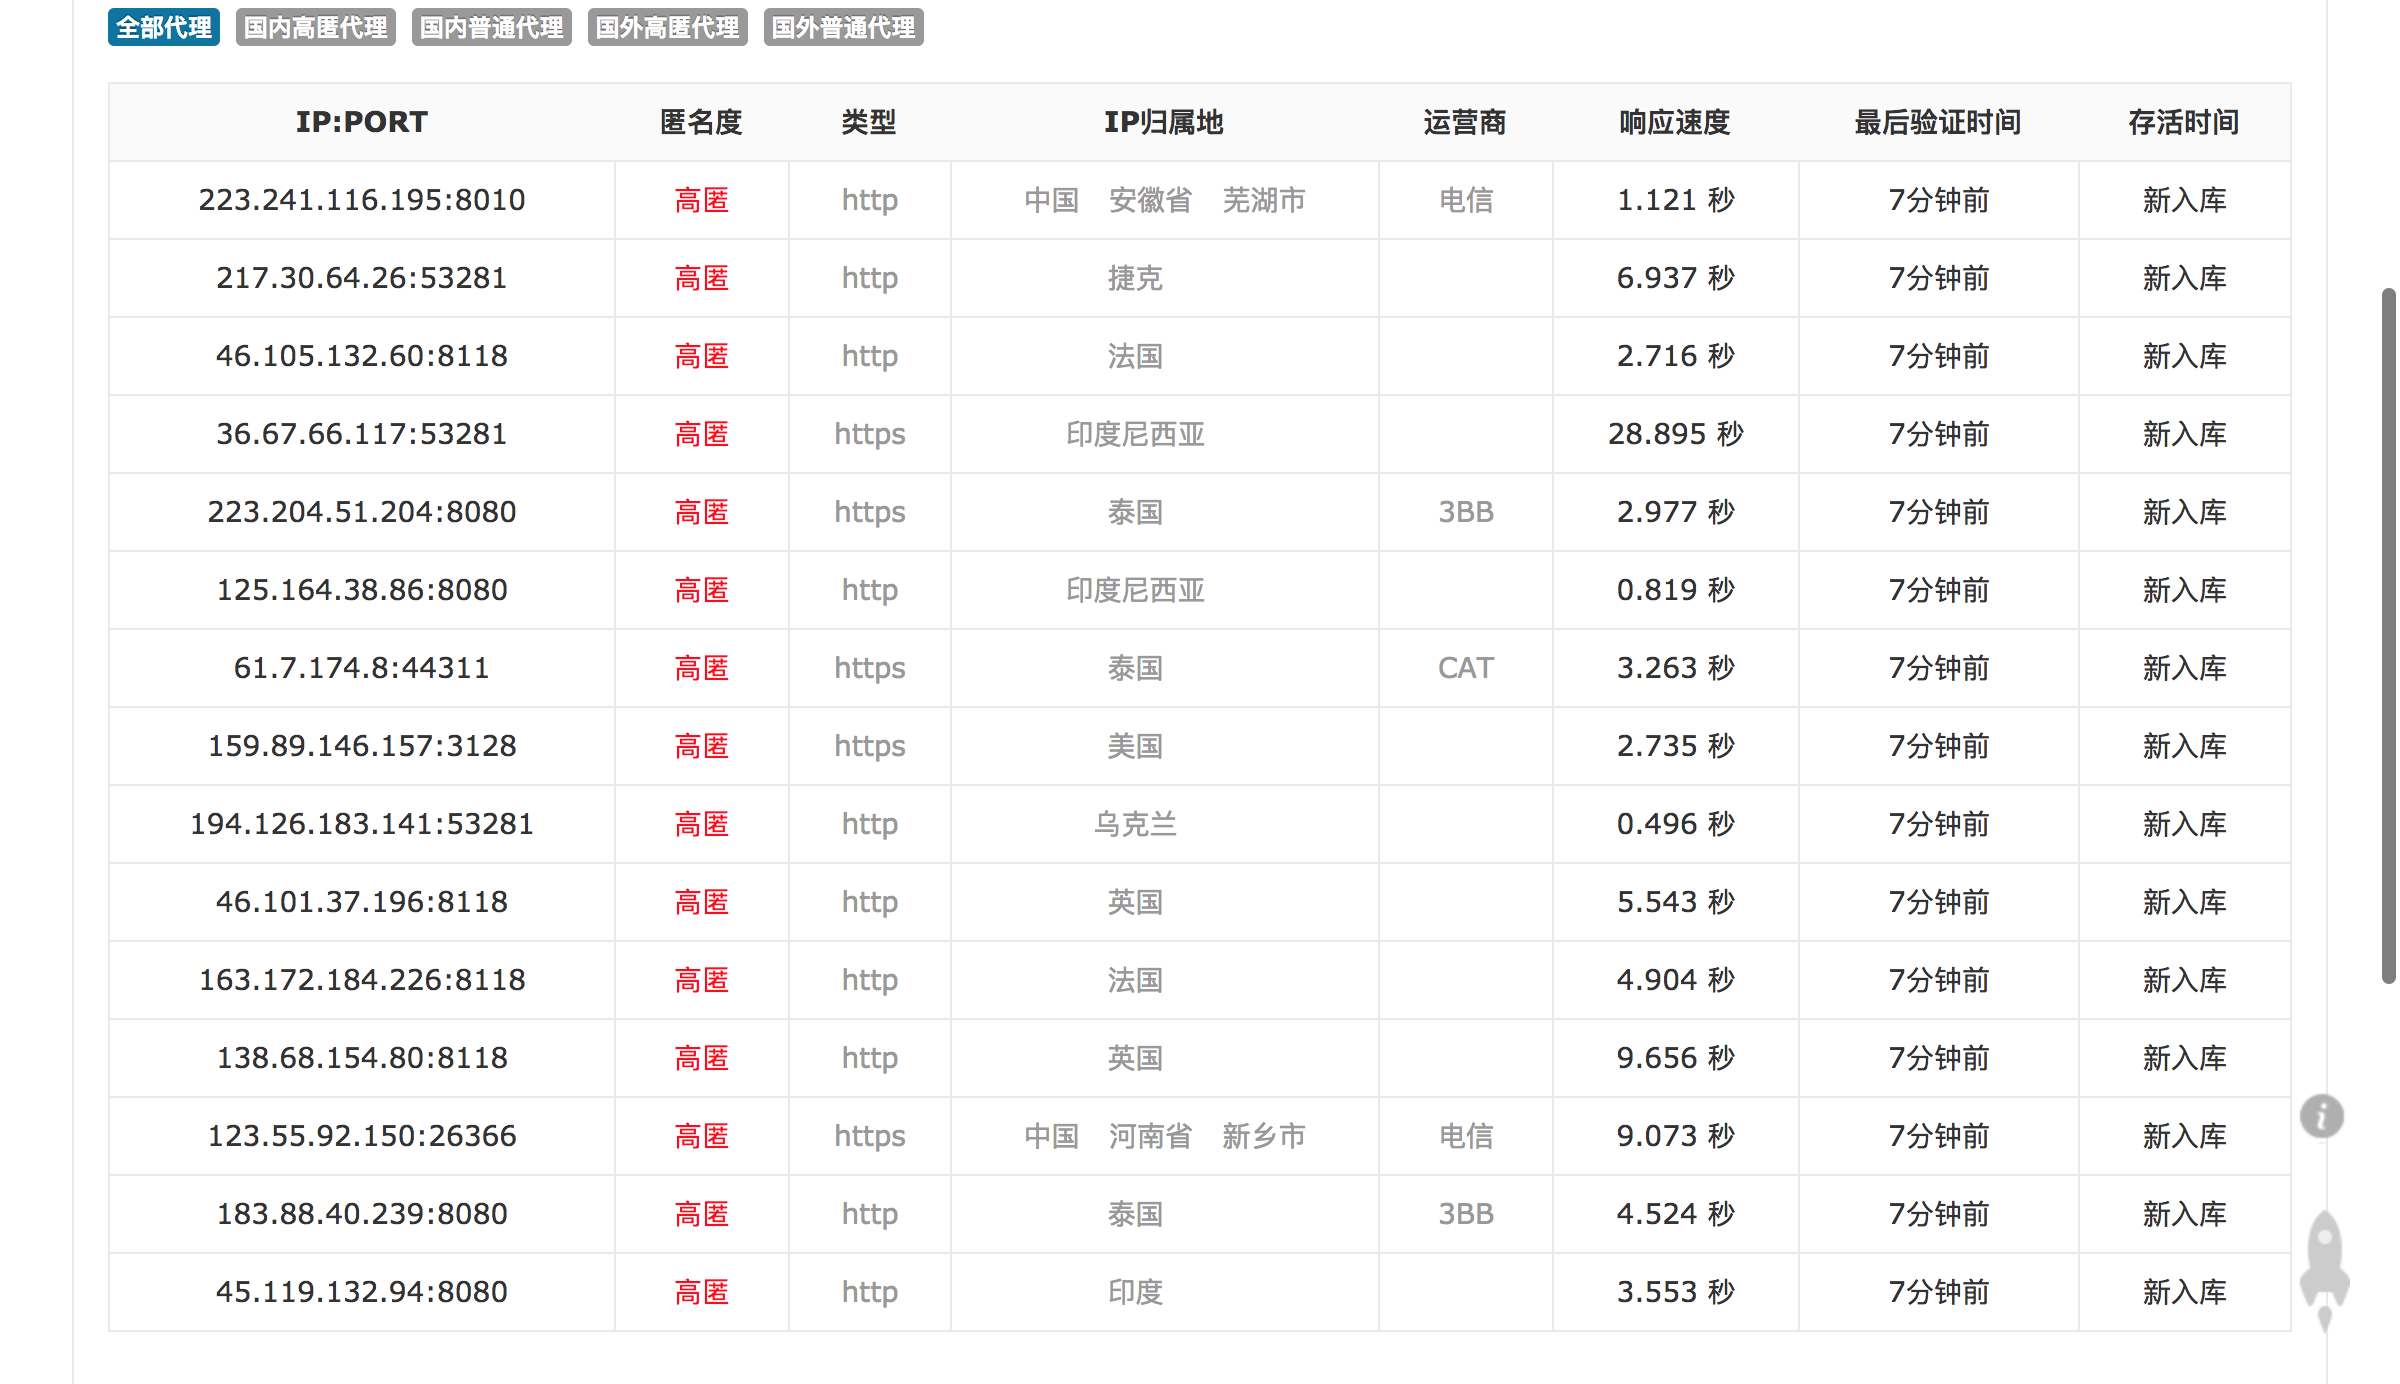 全部代理 国内高匿代理 国内普通代理 国外高匿代理 国外普通代理
IP:PORT 匿名度 类型 IP归属地 运营商 响应速度 最后验证时间 存活时间
223.241.116.195:8010 高匿 http 中国 安徽省 芜湖市 电信 1.121 秒 7分钟前 新入库
217.30.64.26:53281 高匿 http 捷克 6.937 秒 7分钟前 新入库
46.105.132.60:8118 高匿 http 法国 2.716 秒 7分钟前 新入库
36.67.66.117:53281 高匿 https 印度尼西亚 28.895 秒 7分钟前 新入库
223.204.51.204:8080 高匿 https 泰国 3BB 2.977 秒 7分钟前 新入库
125.164.38.86:8080 高匿 http 印度尼西亚 0.819 秒 7分钟前 新入库
61.7.174.8:44311 高匿 https 泰国 CAT 3.263 秒 7分钟前 新入库
159.89.146.157:3128 高匿 https 美国 2.735 秒 7分钟前 新入库
194.126.183.141:53281 高匿 http 乌克兰 0.496 秒 7分钟前 新入库
46.101.37.196:8118 高匿 http 英国 5.543 秒 7分钟前 新入库
163.172.184.226:8118 高匿 http 法国 4.904 秒 7分钟前 新入库
138.68.154.80:8118 高匿 http 英国 9.656 秒 7分钟前 新入库
123.55.92.150:26366 高匿 https 中国 河南省 新乡市 电信 9.073 秒 7分钟前 新入库
183.88.40.239:8080 高匿 http 泰国 3BB 4.524 秒 7分钟前 新入库
45.119.132.94:8080 高匿 http 印度 3.553 秒 7分钟前 新入库